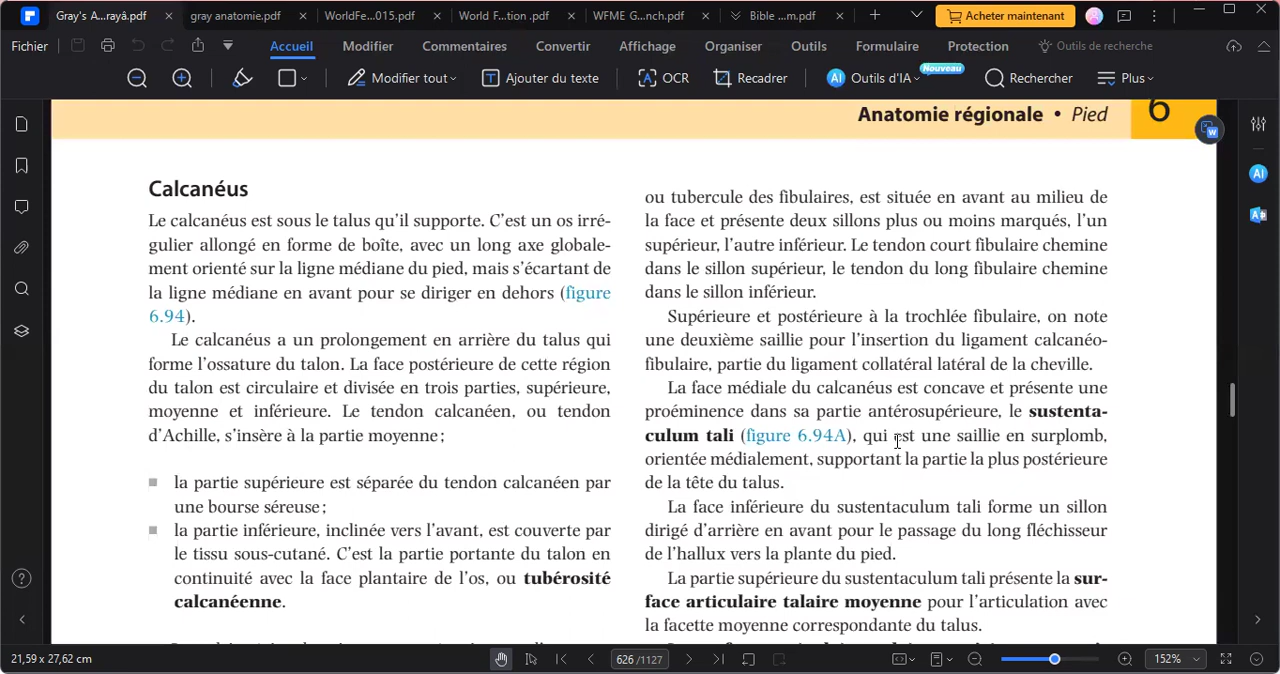 Gray's A...rayâ.pdf
gray anatomie.pdf
WorldFe...015.pdf
World F...tion .pdf
WFME G...nch.pdf
Bible ...m.pdf
Acheter maintenant
Fichier
Accueil
Modifier
Commentaires
Convertir
Affichage
Organiser
Outils
Formulaire
Protection
Outils de recherche
Modifier tout
Ajouter du texte
OCR
Recadrer
Outils d'IA
Nouveau
Rechercher
Plus
Anatomie régionale • Pied
6
Calcanéus
Le calcanéus est sous le talus qu'il supporte. C'est un os irré-
gulier allongé en forme de boîte, avec un long axe globale-
ment orienté sur la ligne médiane du pied, mais s'écartant de
la ligne médiane en avant pour se diriger en dehors (figure
6.94).
Le calcanéus a un prolongement en arrière du talus qui
forme l'ossature du talon. La face postérieure de cette région
du talon est circulaire et divisée en trois parties, supérieure,
moyenne et inférieure. Le tendon calcanéen, ou tendon
d'Achille, s'insère à la partie moyenne ;
■ la partie supérieure est séparée du tendon calcanéen par
une bourse séreuse ;
■ la partie inférieure, inclinée vers l'avant, est couverte par
le tissu sous-cutané. C'est la partie portante du talon en
continuité avec la face plantaire de l'os, ou tubérosité
calcanéenne.
ou tubercule des fibulaires, est située en avant au milieu de
la face et présente deux sillons plus ou moins marqués, l'un
supérieur, l'autre inférieur. Le tendon court fibulaire chemine
dans le sillon supérieur, le tendon du long fibulaire chemine
dans le sillon inférieur.
Supérieure et postérieure à la trochlée fibulaire, on note
une deuxième saillie pour l'insertion du ligament calcanéo-
fibulaire, partie du ligament collatéral latéral de la cheville.
La face médiale du calcanéus est concave et présente une
proéminence dans sa partie antérosupérieure, le sustenta-
culum tali (figure 6.94A), qui est une saillie en surplomb,
orientée médialement, supportant la partie la plus postérieure
de la tête du talus.
La face inférieure du sustentaculum tali forme un sillon
dirigé d'arrière en avant pour le passage du long fléchisseur
de l'hallux vers la plante du pied.
La partie supérieure du sustentaculum tali présente la sur-
face articulaire talaire moyenne pour l'articulation avec
la facette moyenne correspondante du talus.
21,59 x 27,62 cm
626 /1127
152%